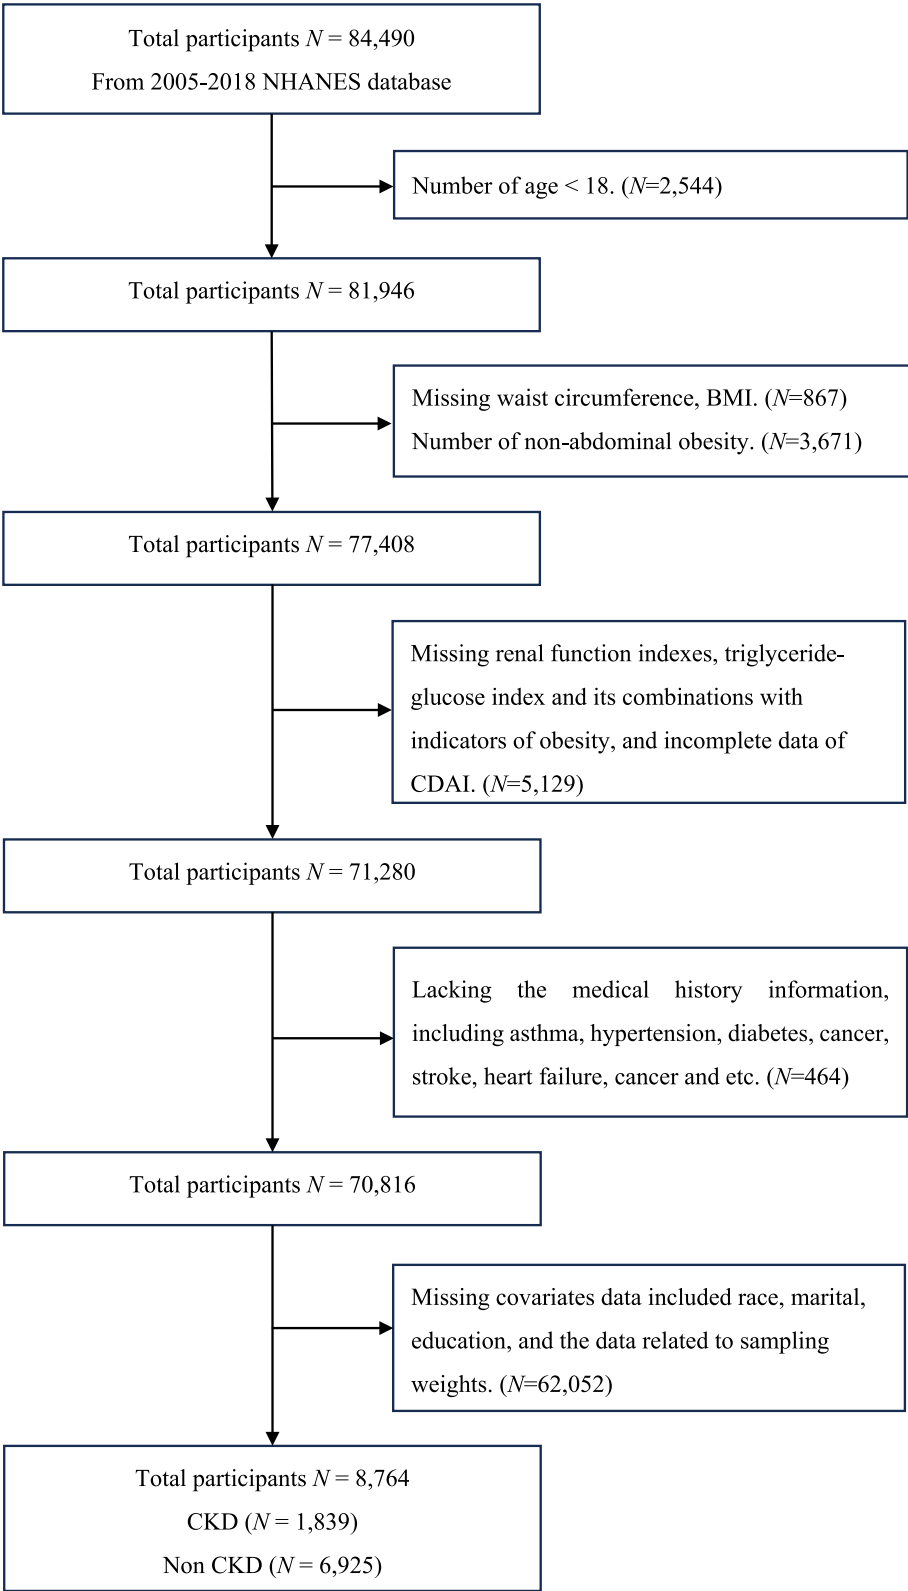 Total participants N = 84,490
From 2005-2018 NHANES database
Number of age < 18. (N=2,544)
Total participants N = 81,946
Missing waist circumference, BMI. (N=867)
Number of non-abdominal obesity. (N=3,671)
Total participants N = 77,408
Missing renal function indexes, triglyceride-
glucose index and its combinations with
indicators of obesity, and incomplete data of
CDAI. (N=5,129)
Total participants N = 71,280
Lacking the medical history information,
including asthma, hypertension, diabetes, cancer,
stroke, heart failure, cancer and etc. (N=464)
Total participants N = 70,816
Missing covariates data included race, marital,
education, and the data related to sampling
weights. (N=62,052)
Total participants N = 8,764
CKD (N = 1,839)
Non CKD (N = 6,925)